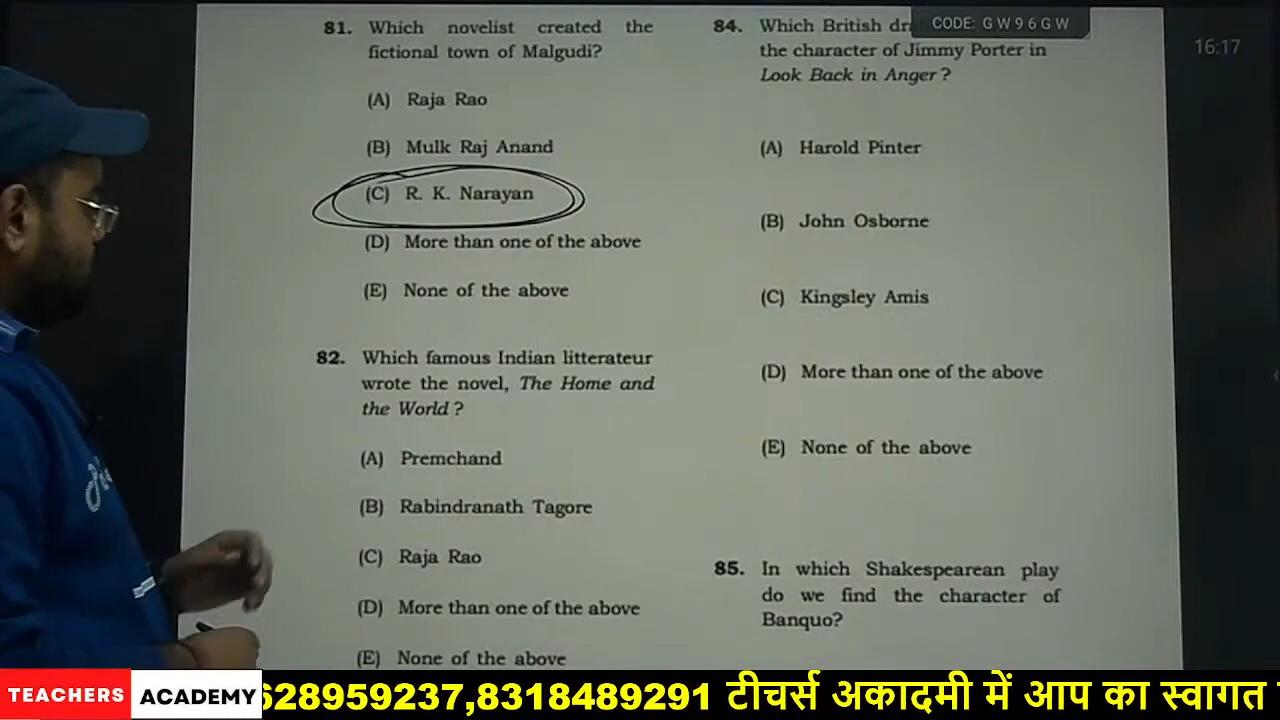 81. Which novelist created the
fictional town of Malgudi?
(A) Raja Rao
(B) Mulk Raj Anand
(C) R. K. Narayan
(D) More than one of the above
(E) None of the above
82. Which famous Indian litterateur
wrote the novel, The Home and
the World ?
(A) Premchand
(B) Rabindranath Tagore
(C) Raja Rao
(D) More than one of the above
(E) None of the above
84. Which British
the character of Jimmy Porter in
Look Back in Anger ?
(A) Harold Pinter
(B) John Osborne
(C) Kingsley Amis
(D) More than one of the above
(E) None of the above
85. In which Shakespearean play
do we find the character of
Banquo?
CODE: GW96GW
16:17
TEACHERS ACADEMY
628959237,8318489291 टीचर्स अकादमी में आप का स्वागत